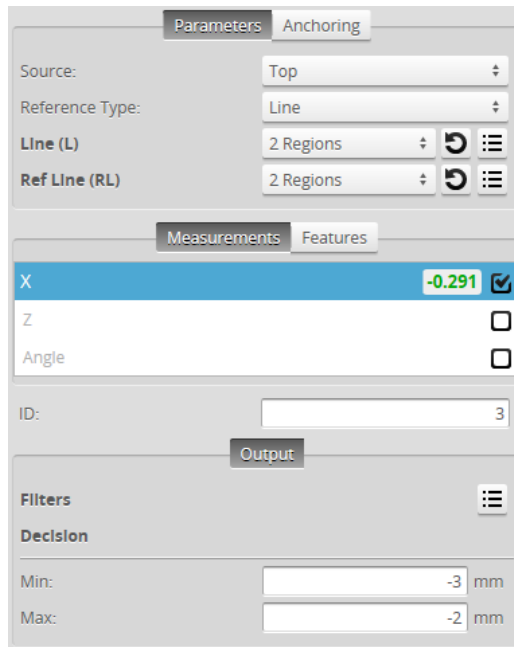 Parameters Anchoring
Source: Top
Reference Type: Line
Line (L) 2 Regions
Ref Line (RL) 2 Regions
Measurements Features
X -0.291
Z
Angle
ID: 3
Output
Filters
Decision
Min: -3 mm
Max: -2 mm